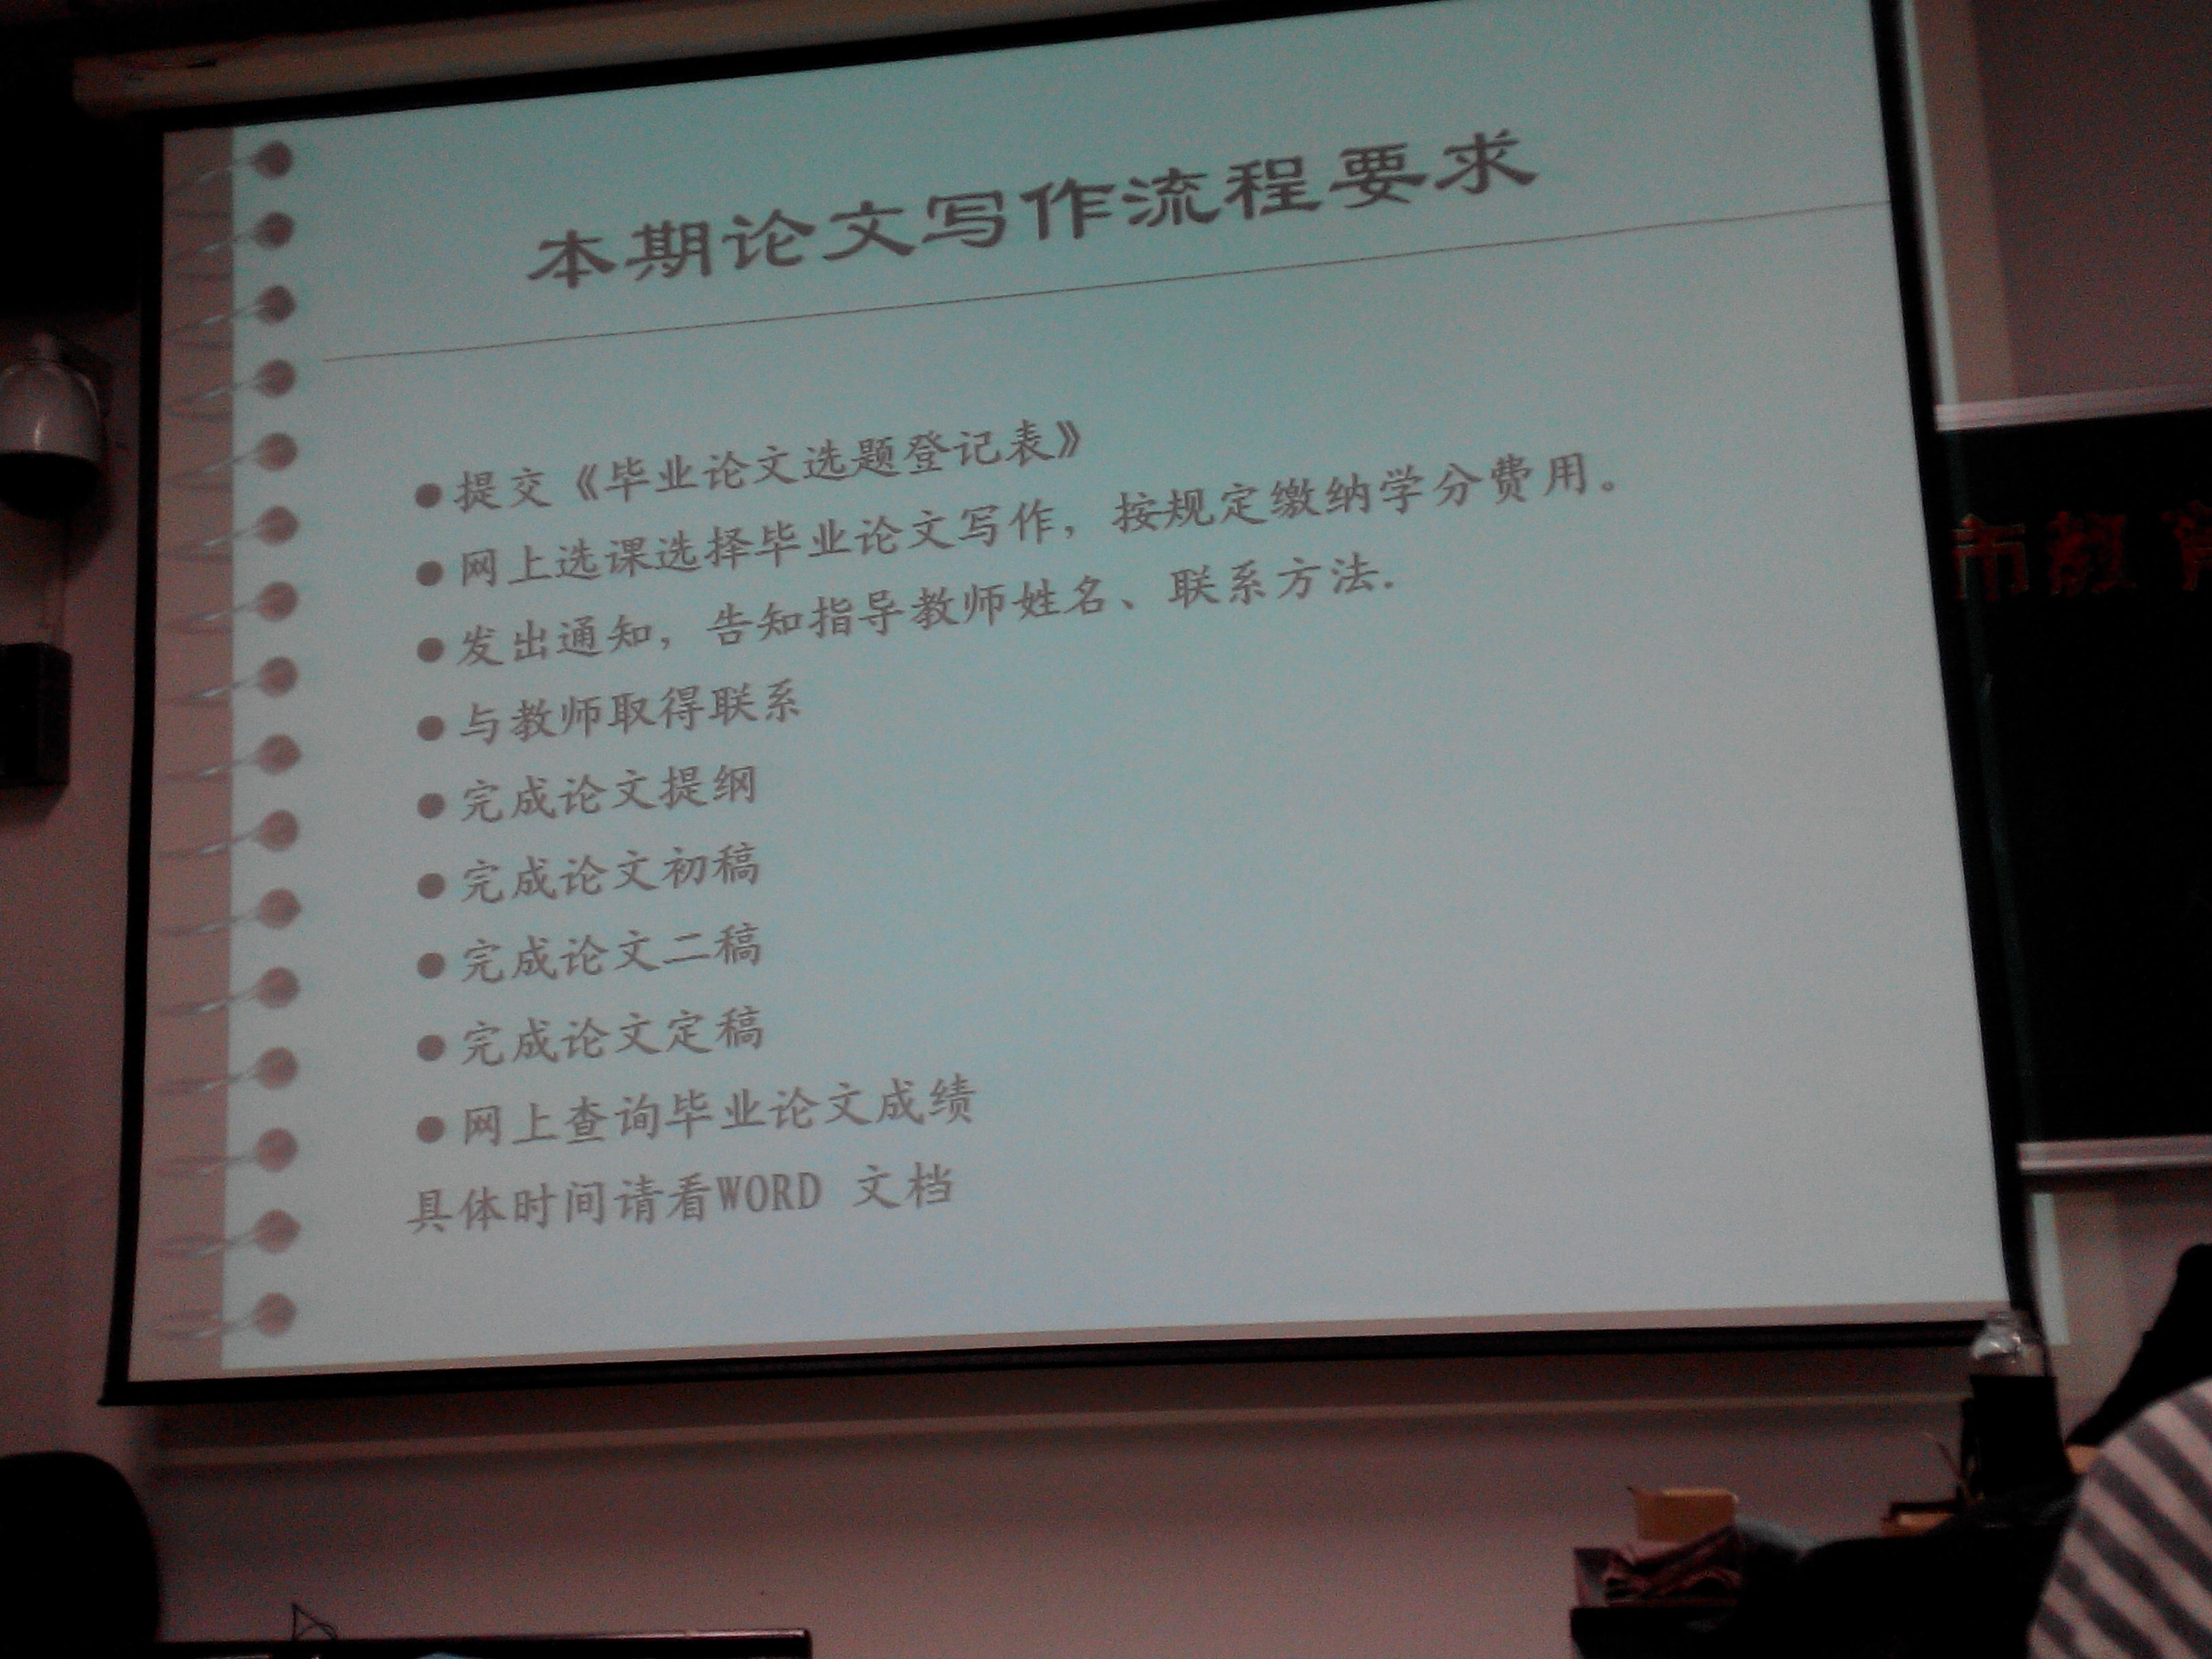 本期论文写作流程要求
●提交《毕业论文选题登记表》
●网上选课选择毕业论文写作，按规定缴纳学分费用。
●发出通知，告知指导教师姓名、联系方法.
●与教师取得联系
●完成论文提纲
●完成论文初稿
●完成论文二稿
●完成论文定稿
●网上查询毕业论文成绩
具体时间请看WORD 文档
市教育